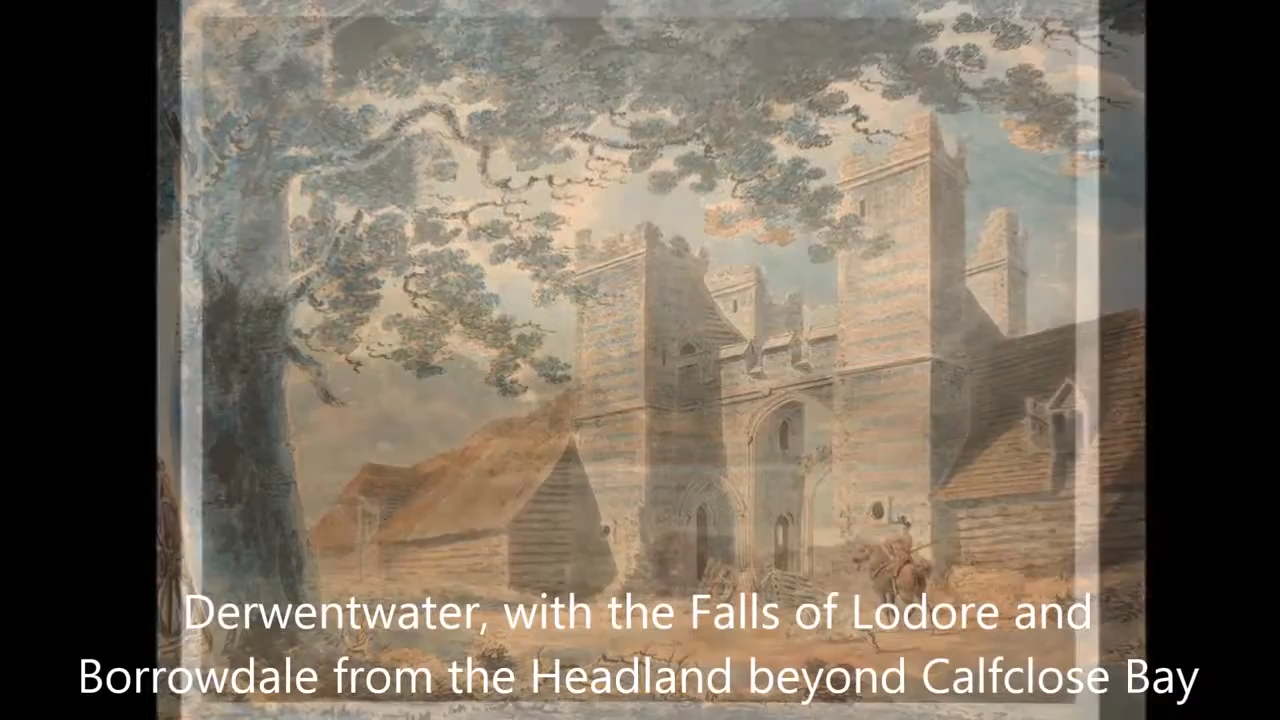 Derwentwater, with the Falls of Lodore and
Borrowdale from the Headland beyond Calfclose Bay